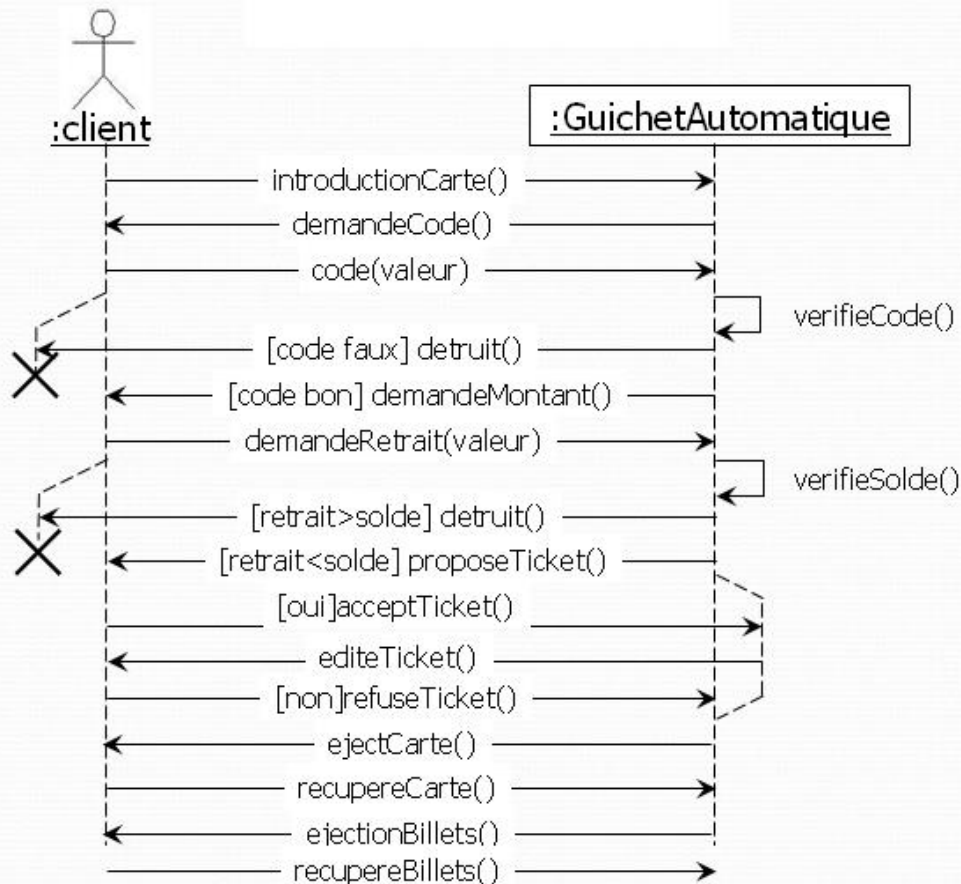 :client
:GuichetAutomatique
introductionCarte()
demandeCode()
code(valeur)
verifieCode()
[code faux] detruit()
[code bon] demandeMontant()
demandeRetrait(valeur)
verifieSolde()
[retrait>solde] detruit()
[retrait<solde] proposeTicket()
[oui]acceptTicket()
editeTicket()
[non]refuseTicket()
ejectCarte()
recupereCarte()
ejectionBillets()
recupereBillets()